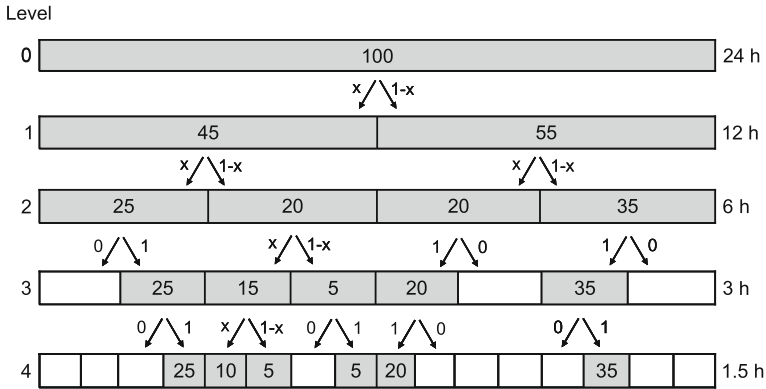 Level
0 100 24 h
x 1-x
1 45 55 12 h
x 1-x x 1-x
2 25 20 20 35 6 h
0 1 x 1-x 1 0 1 0
3 25 15 5 20 35 3 h
0 1 x 1-x 0 1 1 0 0 1
4 25 10 5 5 20 35 1.5 h